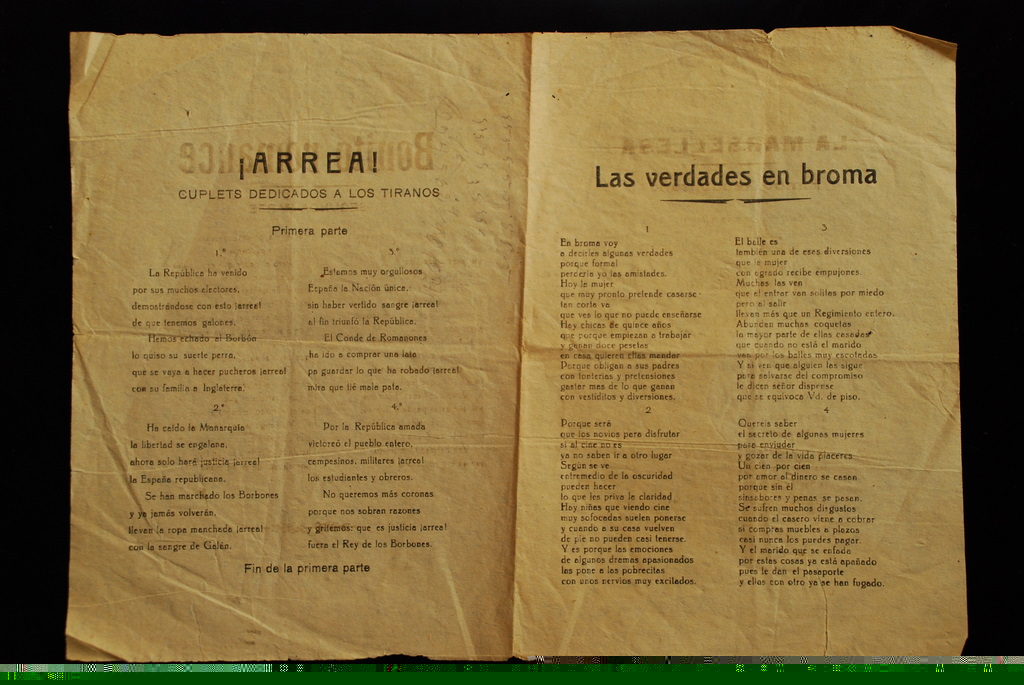 ¡ARREA!
CUPLETS DEDICADOS A LOS TIRANOS
Primera parte
1.ª
La República ha venido
por sus muchos electores,
demostrándose con esto ¡arrea!
de que tenemos galones.
Hemos echado al Borbón
lo quiso su suerte perra,
que se vaya a hacer pucheros ¡arrea!
con su familia a Inglaterra.
2.ª
Ha caído la Monarquía
la libertad se engalana,
ahora solo hará justicia ¡arrea!
la España republicana.
Se han marchado los Borbones
y ya jamás volverán,
llevan la ropa manchada ¡arrea!
con la sangre de Galán.
3.ª
Estamos muy orgullosos
España la Nación única,
sin haber vertido sangre ¡arrea!
al fin triunfó la República.
El Conde de Romanones
ha ido a comprar una lata
pa guardar lo que ha robado ¡arrea!
mira que tié mala pata.
4.ª
Por la República amada
victoreó el pueblo entero,
campesinos, militares ¡arrea!
los estudiantes y obreros.
No queremos más coronas
porque nos sobran razones
y gritemos: que es justicia ¡arrea!
fuera el Rey de los Borbones.
Fin de la primera parte
Las verdades en broma
1
En broma voy
a decirles algunas verdades
porque formal
perdería yo las amistades.
Hoy la mujer
que muy pronto pretende casarse
tan corta va
que ves lo que no puede enseñarse
Hay chicas de quince años
que porque empiezan a trabajar
y ganan doce pesetas
en casa quieren ellas mandar
Porque obligan a sus padres
con tonterías y pretensiones
gastar mas de lo que ganan
con vestiditos y diversiones.
2
Porque será
que los novios para disfrutar
si al cine no es
ya no saben ir a otro lugar
Según se ve
entremedio de la oscuridad
pueden hacer
lo que les priva la claridad
Hay niñas que viendo cine
muy sofocadas suelen ponerse
y cuando a su casa vuelven
de pie no pueden casi tenerse.
Y es porque las emociones
de algunos dramas apasionados
las pone a las pobrecitas
con unos nervios muy excitados.
3
El baile es
también una de esas diversiones
que la mujer
con agrado recibe empujones.
Muchas las ven
que al entrar van solitas por miedo
pero al salir
llevan más que un Regimiento entero.
Abundan muchas coquetas
la mayor parte de ellas casadas
que cuando no está el marido
van por los bailes muy escotadas
Y si ven que alguien las sigue
para salvarse del compromiso
le dicen señor dispense
que se equivoca Vd. de piso.
4
Quereis saber
el secreto de algunas mujeres
para enviudar
y gozar de la vida placeres
Un cien por cien
por amor al dinero se casan
porque sin él
sinsabores y penas se pasan.
Se sufren muchos disgustos
cuando el casero viene a cobrar
si compras muebles a plazos
casi nunca los puedes pagar.
Y el marido que se enfada
por estas cosas ya está apañado
pues le dan el pasaporte
y ellas con otro ya se han fugado.